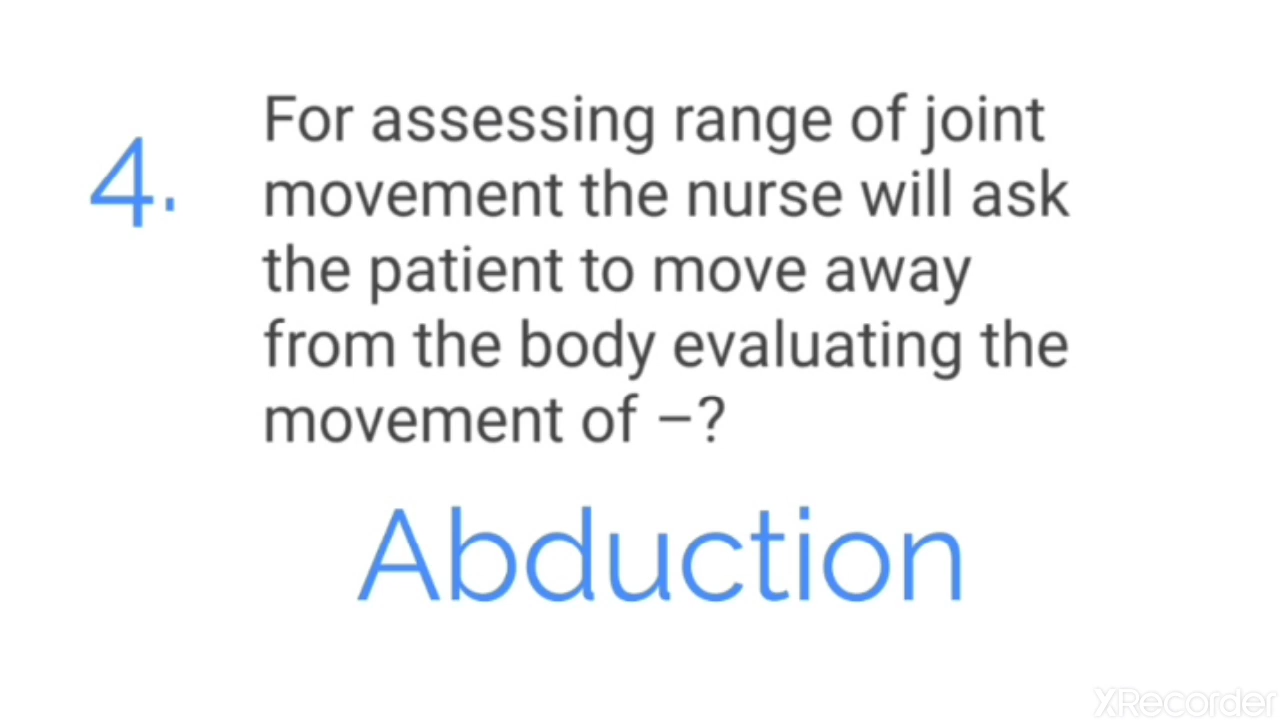 4.
For assessing range of joint
movement the nurse will ask
the patient to move away
from the body evaluating the
movement of –?
Abduction
XRecorder